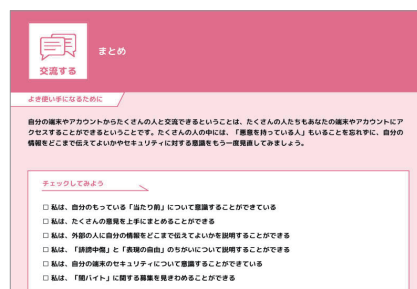 交流する
まとめ
よき使い手になるために
自分の端末やアカウントからたくさんの人と交流できるということは、たくさんの人たちもあなたの端末やアカウントにア
クセスすることができるということです。たくさんの人の中には、「悪意を持っている人」もいることを忘れずに、自分の
情報をどこまで伝えてよいかやセキュリティに対する意識をもう一度見直してみましょう。
チェックしてみよう
□ 私は、自分のもっている「当たり前」について意識することができている
□ 私は、たくさんの意見を上手にまとめることができる
□ 私は、外部の人に自分の情報をどこまで伝えてよいかを説明することができる
□ 私は、「誹謗中傷」と「表現の自由」のちがいについて説明することができる
□ 私は、自分の端末のセキュリティについて意識することができている
□ 私は、「闇バイト」に関する募集を見きわめることができる